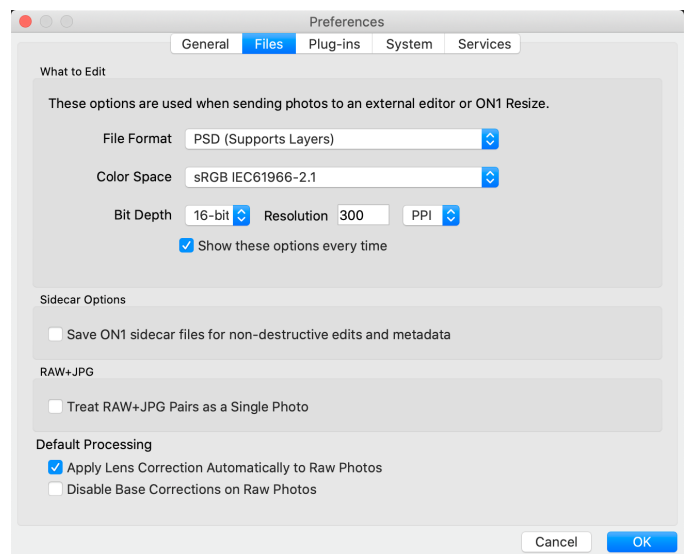 Preferences
General Files Plug-ins System Services
What to Edit
These options are used when sending photos to an external editor or ON1 Resize.
File Format PSD (Supports Layers)
Color Space sRGB IEC61966-2.1
Bit Depth 16-bit Resolution 300 PPI
Show these options every time
Sidecar Options
Save ON1 sidecar files for non-destructive edits and metadata
RAW+JPG
Treat RAW+JPG Pairs as a Single Photo
Default Processing
Apply Lens Correction Automatically to Raw Photos
Disable Base Corrections on Raw Photos
Cancel OK